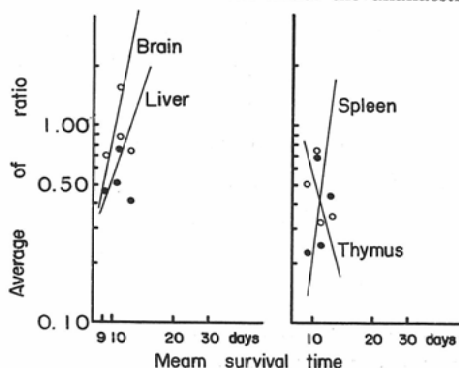 Brain
Liver
Spleen
Thymus
Average of ratio
1.00
0.50
0.10
9 10 20 30 days
10 20 30 days
Meam survival time